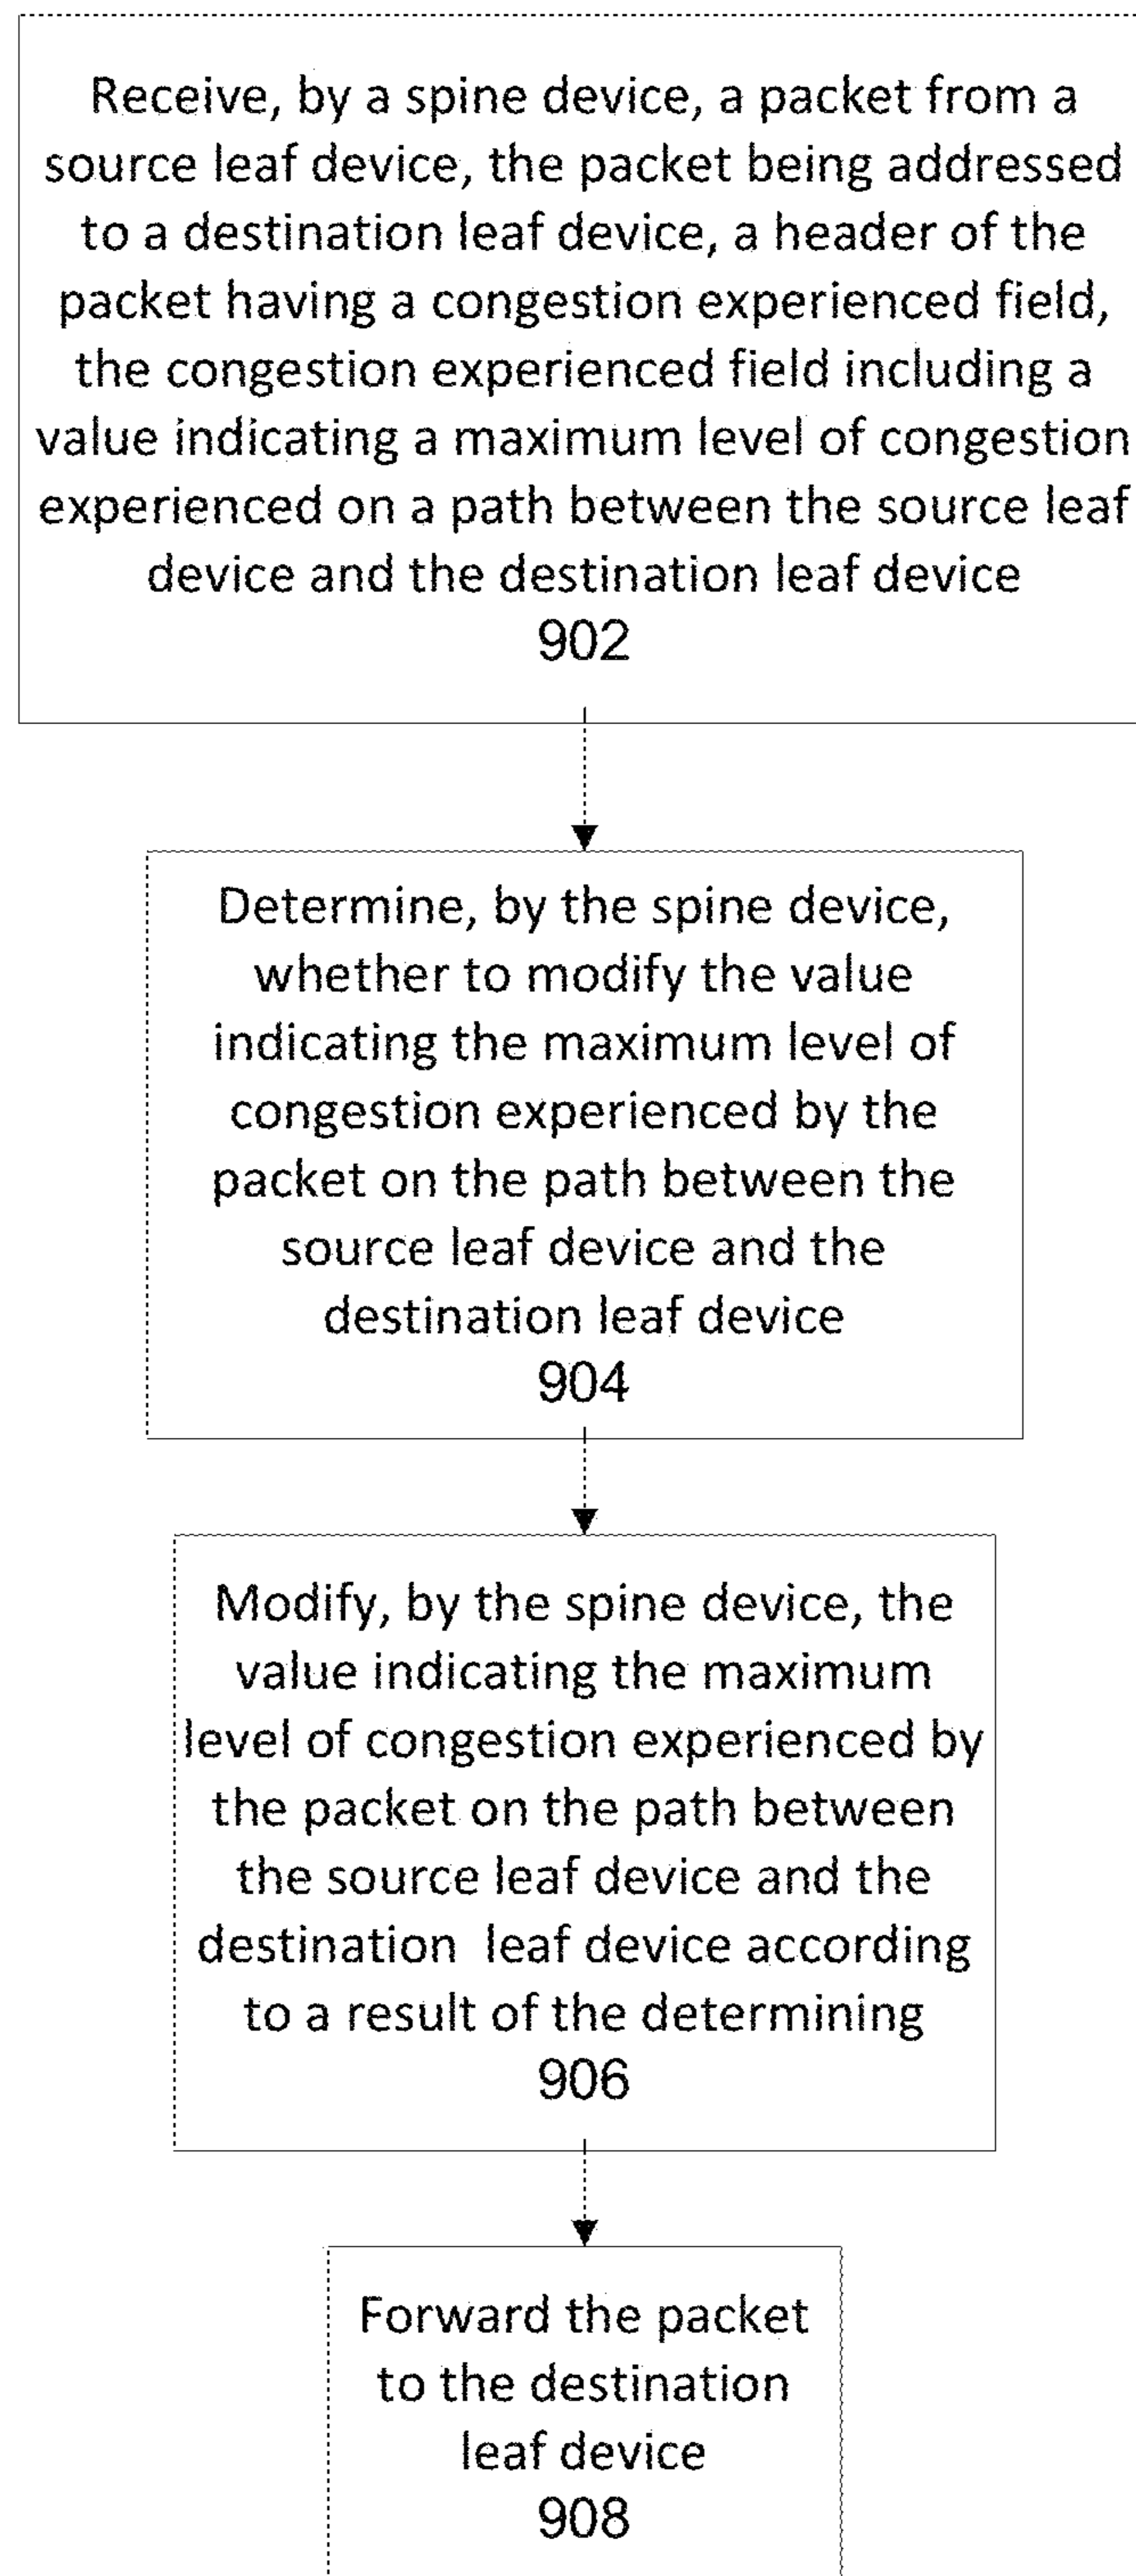 Receive, by a spine device, a packet from a
source leaf device, the packet being addressed
to a destination leaf device, a header of the
packet having a congestion experienced field,
the congestion experienced field including a
value indicating a maximum level of congestion
experienced on a path between the source leaf
device and the destination leaf device
902
Determine, by the spine device,
whether to modify the value
indicating the maximum level of
congestion experienced by the
packet on the path between the
source leaf device and the
destination leaf device
904
Modify, by the spine device, the
value indicating the maximum
level of congestion experienced by
the packet on the path between
the source leaf device and the
destination leaf device according
to a result of the determining
906
Forward the packet
to the destination
leaf device
908